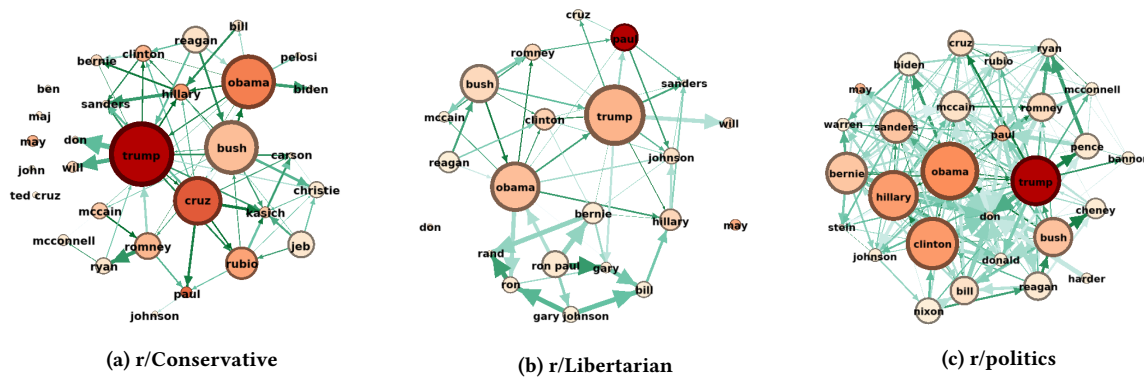 bill
reagan
clinton
bernie
pelosi
obama
ben
biden
hillary
sanders
maj
may
don
trump
bush
carson
john
will
christie
ted cruz
cruz
mccain
kasich
mcconnell
romney
jeb
ryan
rubio
paul
johnson
(a) r/Conservative
cruz
paul
romney
bush
sanders
mccain
clinton
trump
will
reagan
johnson
obama
bernie
hillary
don
may
rand
ron paul
gary
ron
bill
gary johnson
(b) r/Libertarian
cruz
ryan
biden
rubio
may
mcconnell
mccain
romney
warren
sanders
paul
pence
bannon
bernie
obama
trump
hillary
don
cheney
stein
clinton
bush
johnson
donald
harder
bill
reagan
nixon
(c) r/politics